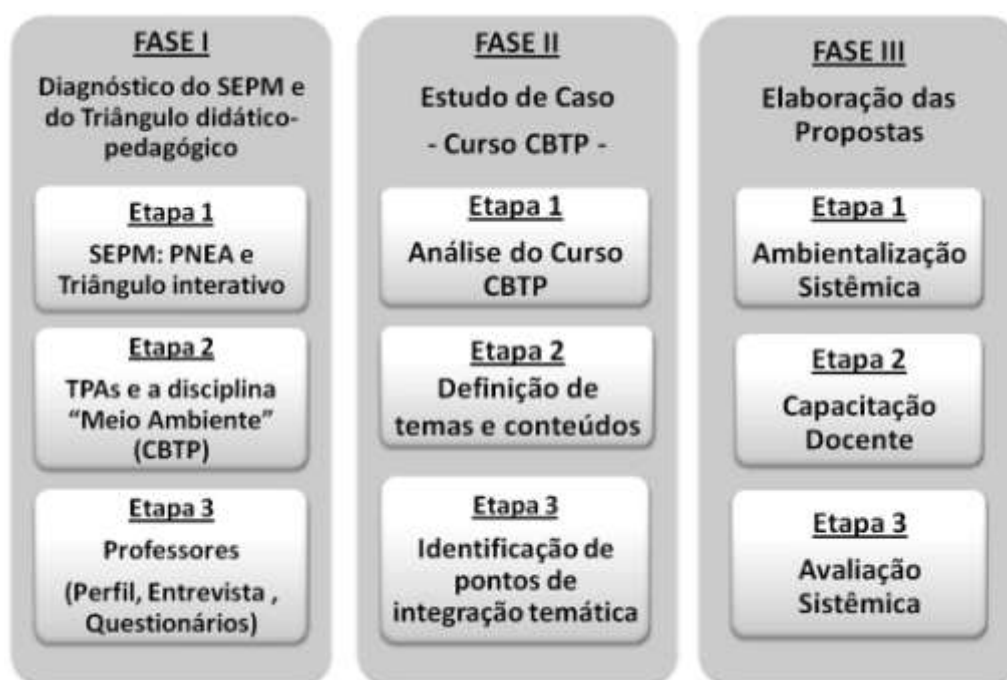 FASE I
Diagnóstico do SEPM e
do Triângulo didático-
pedagógico
Etapa 1
SEPM: PNEA e
Triângulo interativo
Etapa 2
TPAs e a disciplina
“Meio Ambiente”
(CBTP)
Etapa 3
Professores
(Perfil, Entrevista ,
Questionários)
FASE II
Estudo de Caso
- Curso CBTP -
Etapa 1
Análise do Curso
CBTP
Etapa 2
Definição de
temas e conteúdos
Etapa 3
Identificação de
pontos de
integração temática
FASE III
Elaboração das
Propostas
Etapa 1
Ambientalização
Sistêmica
Etapa 2
Capacitação
Docente
Etapa 3
Avaliação
Sistêmica